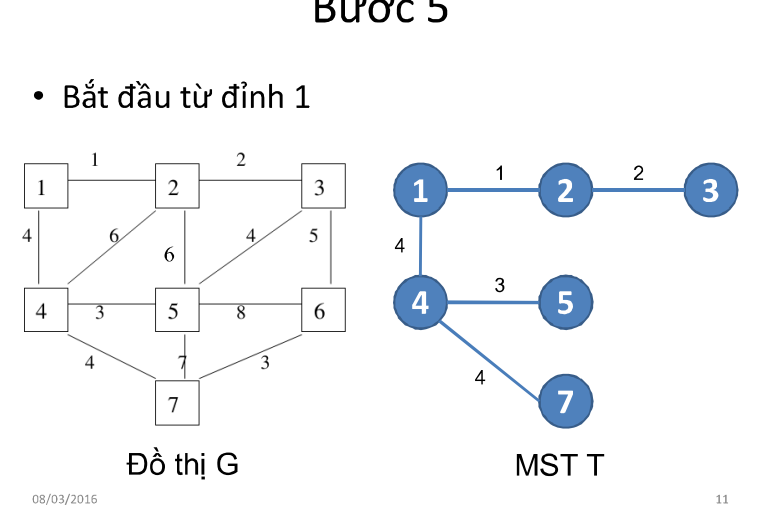 Bước 5
• Bắt đầu từ đỉnh 1
1 2
1 2 3
4 6 6 4 5
4 3 5 8 6
4 7 3
7
Đồ thị G
1 2
1 2 3
4
3
4 5
4
7
MST T
08/03/2016
11